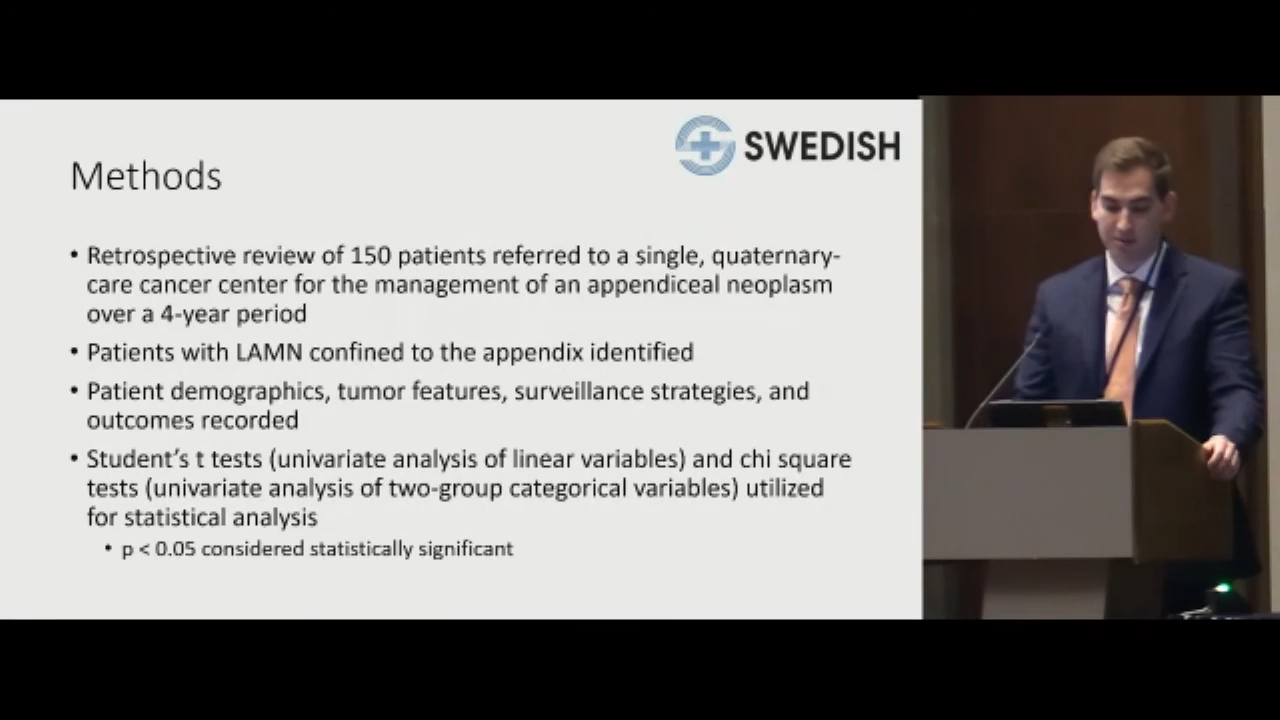 SWEDISH
Methods
• Retrospective review of 150 patients referred to a single, quaternary-
care cancer center for the management of an appendiceal neoplasm
over a 4-year period
• Patients with LAMN confined to the appendix identified
• Patient demographics, tumor features, surveillance strategies, and
outcomes recorded
• Student's t tests (univariate analysis of linear variables) and chi square
tests (univariate analysis of two-group categorical variables) utilized
for statistical analysis
• p < 0.05 considered statistically significant